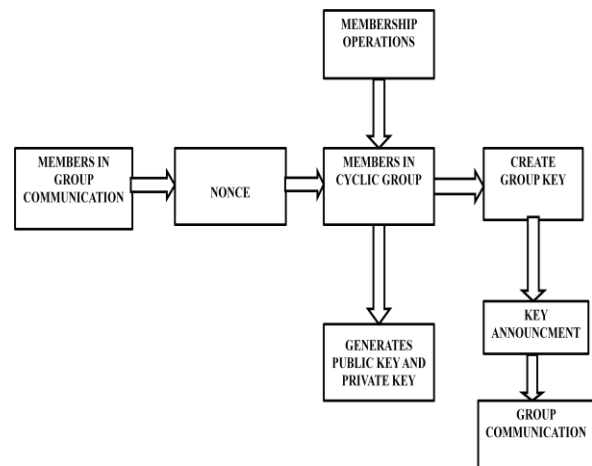 MEMBERSHIP
OPERATIONS
MEMBERS IN
GROUP
COMMUNICATION
NONCE
MEMBERS IN
CYCLIC GROUP
CREATE
GROUP KEY
GENERATES
PUBLIC KEY AND
PRIVATE KEY
KEY
ANNOUNCMENT
GROUP
COMMUNICATION